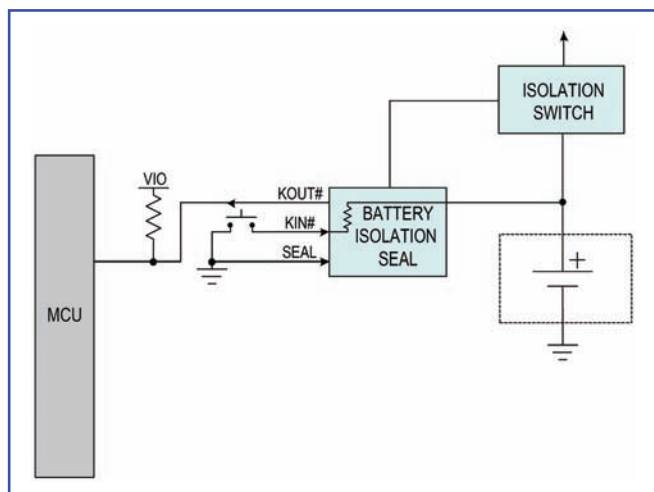 ISOLATION
SWITCH
VIO
KOUT#
KIN#
SEAL
BATTERY
ISOLATION
SEAL
+
MCU